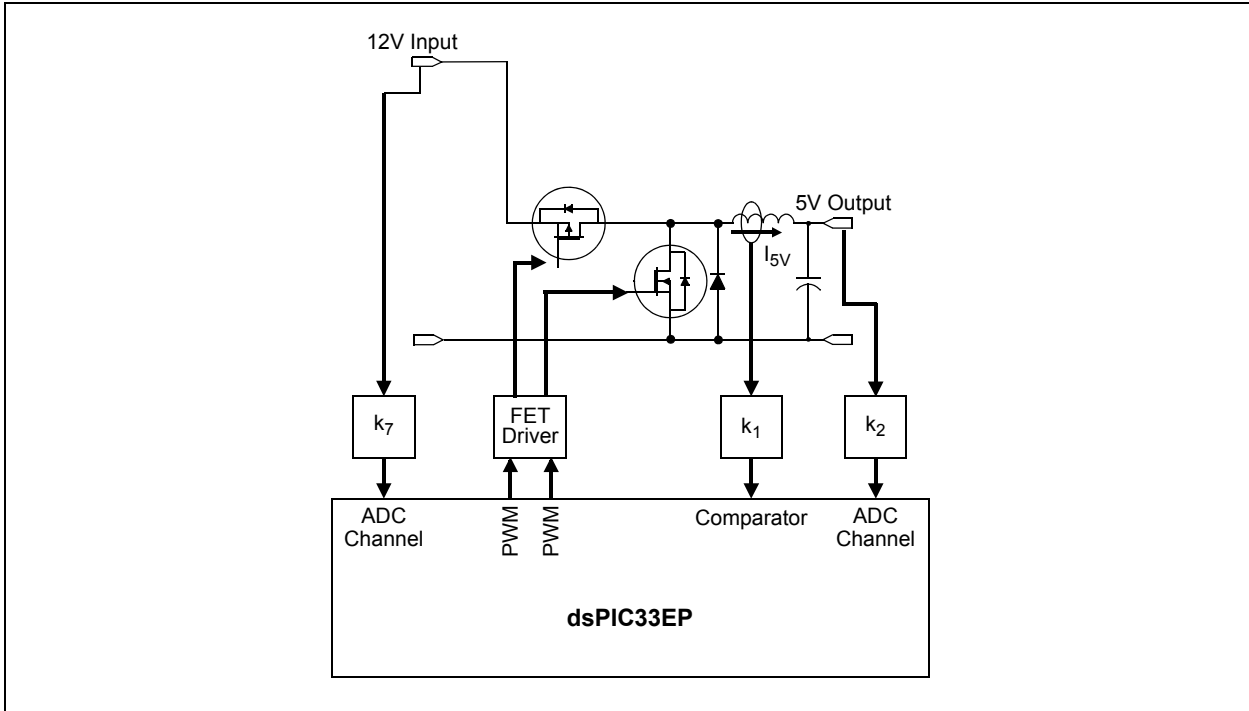 12V Input
5V Output
I5V
k7
FET
Driver
k1
k2
ADC
Channel
PWM
PWM
Comparator
ADC
Channel
dsPIC33EP